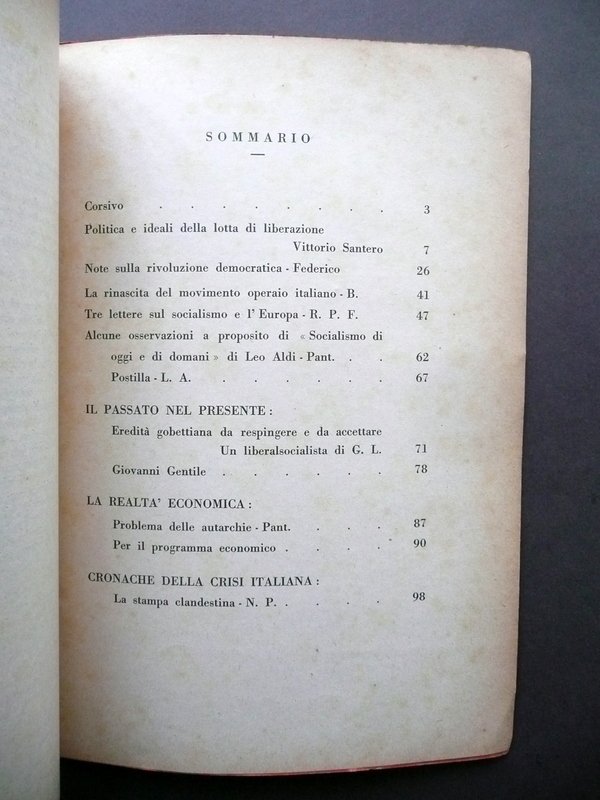 SOMMARIO
Corsivo . . . . . . . . 3
Politica e ideali della lotta di liberazione
Vittorio Santero 7
Note sulla rivoluzione democratica - Federico 26
La rinascita del movimento operaio italiano - B. 41
Tre lettere sul socialismo e l'Europa - R. P. F. 47
Alcune osservazioni a proposito di « Socialismo di
oggi e di domani » di Leo Aldi - Pant. . . 62
Postilla - L. A. . . . . . 67
IL PASSATO NEL PRESENTE :
Eredità gobettiana da respingere e da accettare
Un liberalsocialista di G. L. 71
Giovanni Gentile . . . . . . 78
LA REALTA' ECONOMICA :
Problema delle autarchie - Pant. . . . 87
Per il programma economico . . . . 90
CRONACHE DELLA CRISI ITALIANA :
La stampa clandestina - N. P. . . . . 98